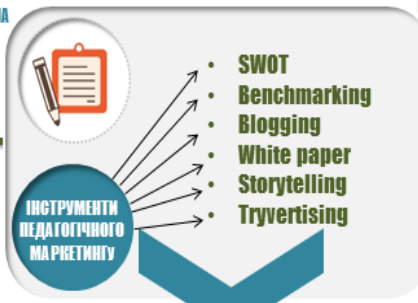 SWOT
Benchmarking
Blogging
White paper
Storytelling
Tryvertising
ІНСТРУМЕНТИ
ПЕДАГОГІЧНОГО
МАРКЕТИНГУ